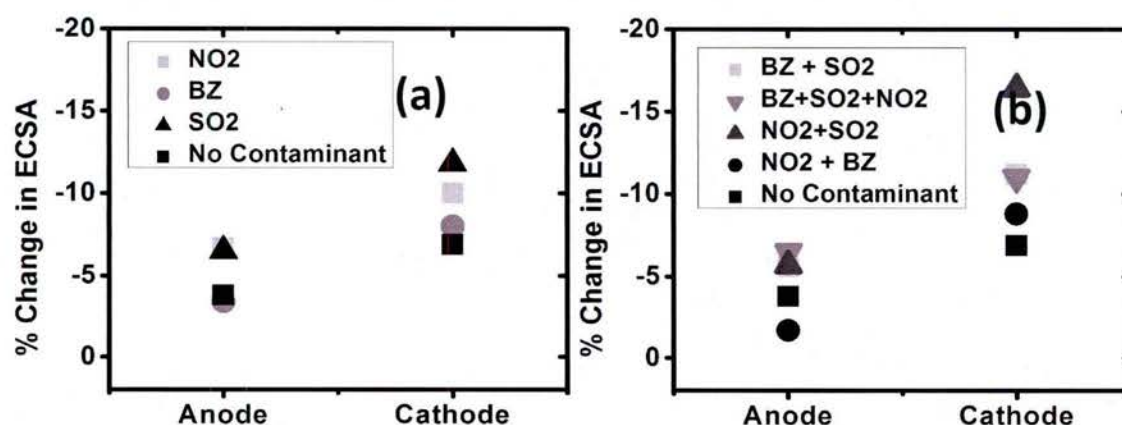 % Change in ECSA
-20
-15
-10
-5
0
NO2
BZ
SO2
No Contaminant
(a)
Anode
Cathode
% Change in ECSA
-20
-15
-10
-5
0
BZ + SO2
BZ+SO2+NO2
NO2+SO2
NO2 + BZ
No Contaminant
(b)
Anode
Cathode